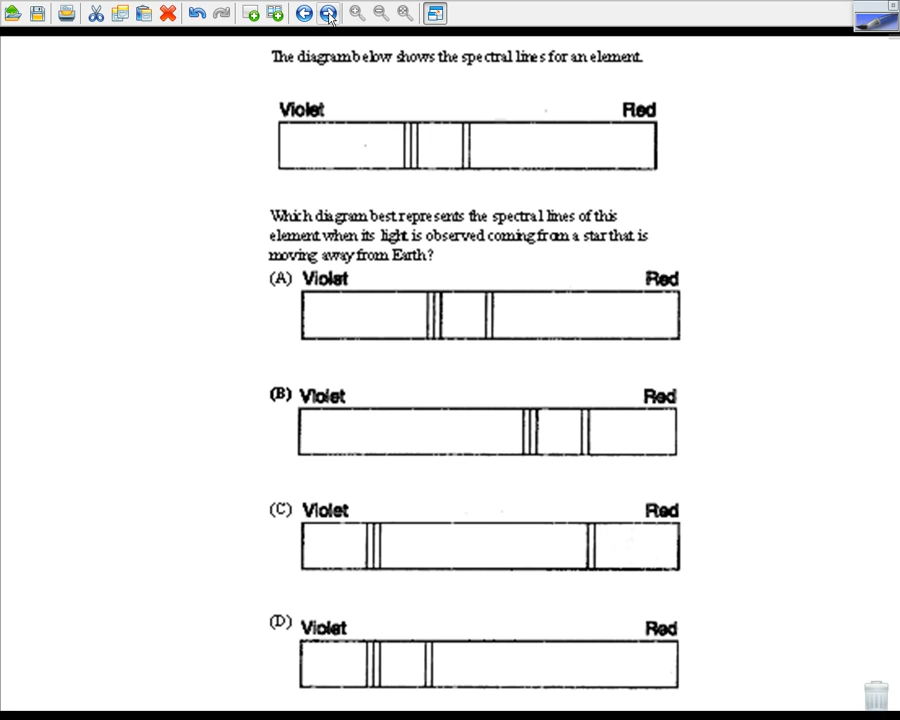 The diagram below shows the spectral lines for an element.
Violet Red
Which diagram best represents the spectral lines of this
element when its light is observed coming from a star that is
moving away from Earth?
(A) Violet Red
(B) Violet Red
(C) Violet Red
(D) Violet Red